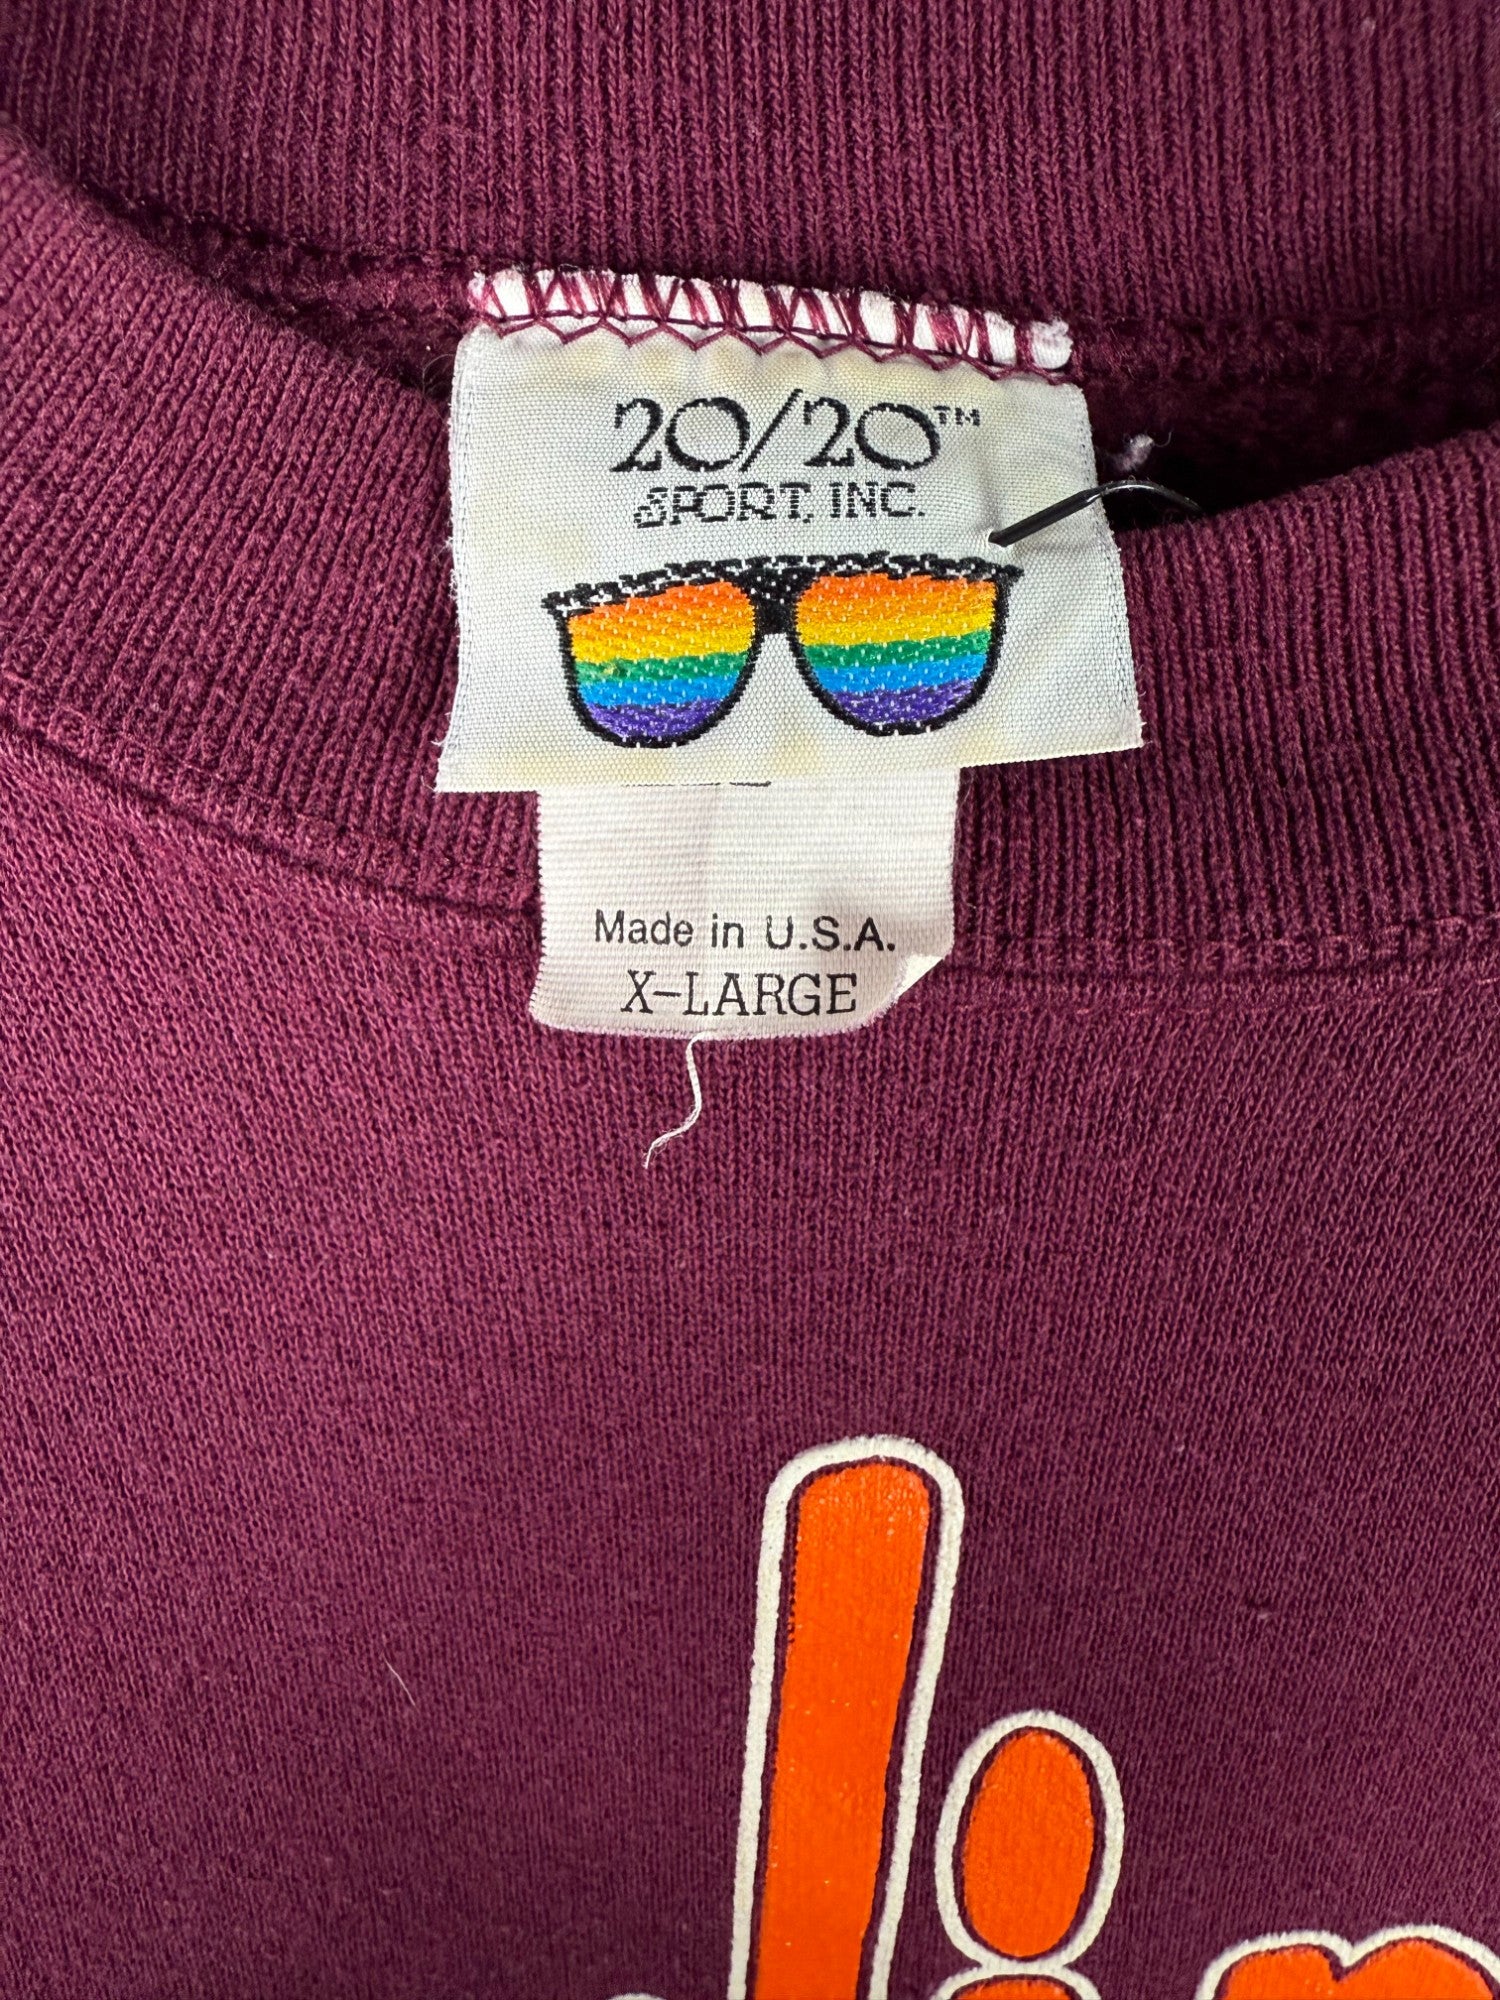 20/20™
SPORT, INC.
Made in U.S.A.
X-LARGE